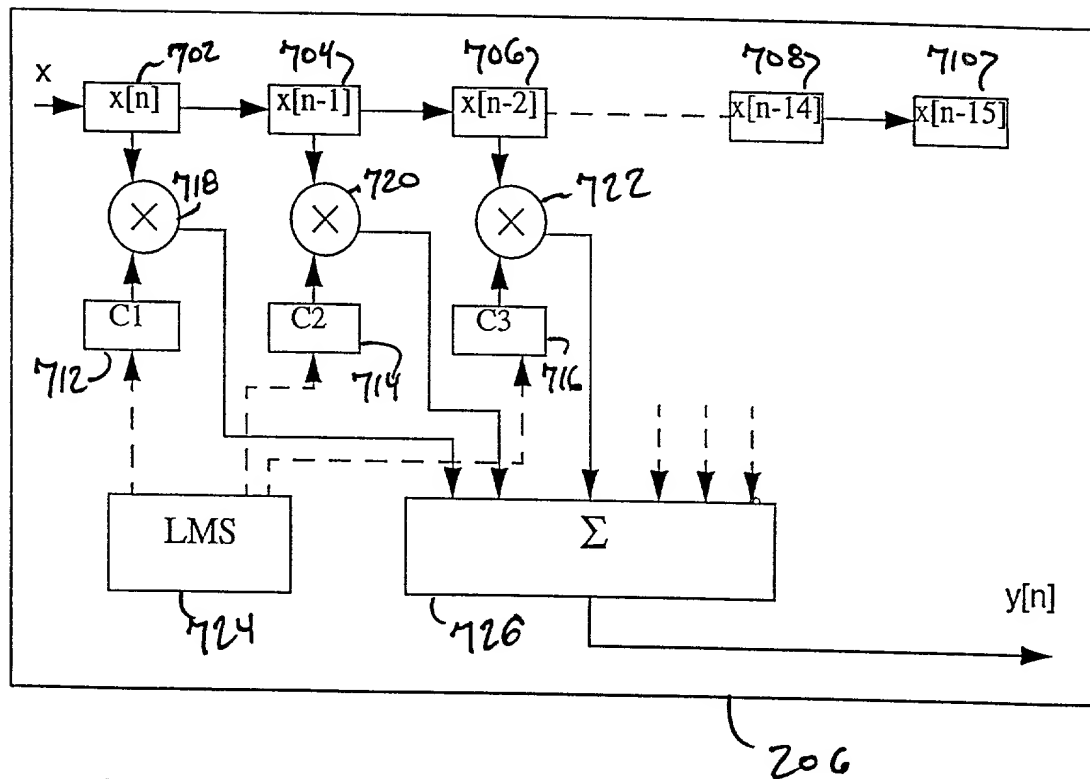 702
704
706
708
710
x
x[n]
x[n-1]
x[n-2]
x[n-14]
x[n-15]
718
720
722
C1
C2
C3
712
714
716
LMS
Σ
724
726
y[n]
206